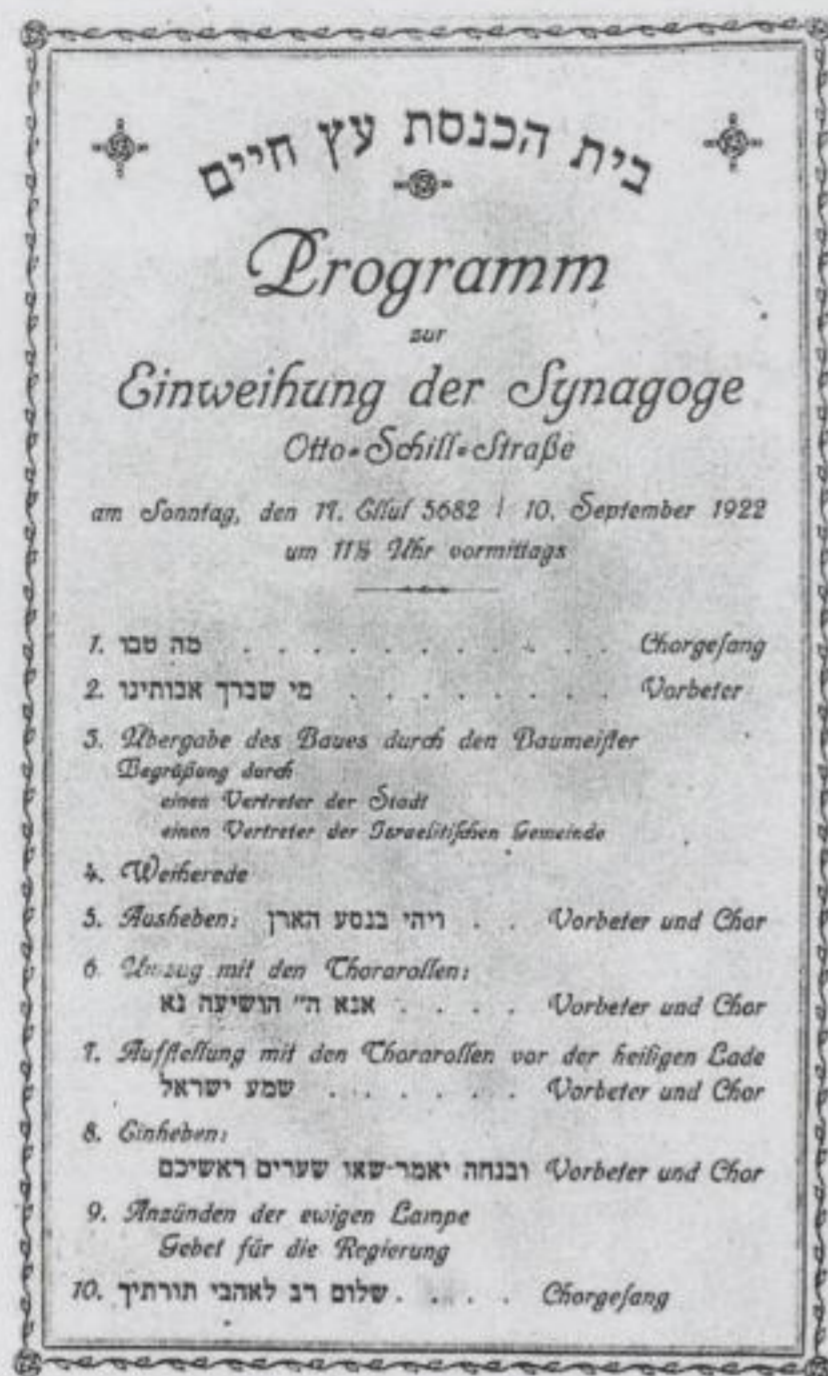 בית הכנסת עץ חיים
Programm
zur
Einweihung der Synagoge
Otto-Schill-Straße
am Sonntag, den 17. Ellul 5682 | 10. September 1922
um 11½ Uhr vormittags
1. מה טבו . . . . . . . . . . . . Chorgesang
2. מי שברך אבותינו . . . . . . . . Vorbeter
3. Übergabe des Baues durch den Baumeister
Begrüßung durch
einen Vertreter der Stadt
einen Vertreter der Israelitischen Gemeinde
4. Weiherede
5. Ausheben: ויהי בנסע הארן . . Vorbeter und Chor
6. Umzug mit den Thorarollen:
אנא ה״ הושיעה נא . . . . Vorbeter und Chor
7. Aufstellung mit den Thorarollen vor der heiligen Lade
שמע ישראל . . . . . . Vorbeter und Chor
8. Einheben:
ובנחה יאמר-שאו שערים ראשיכם Vorbeter und Chor
9. Anzünden der ewigen Lampe
Gebet für die Regierung
10. שלום רב לאהבי תורתיך . . . . Chorgesang